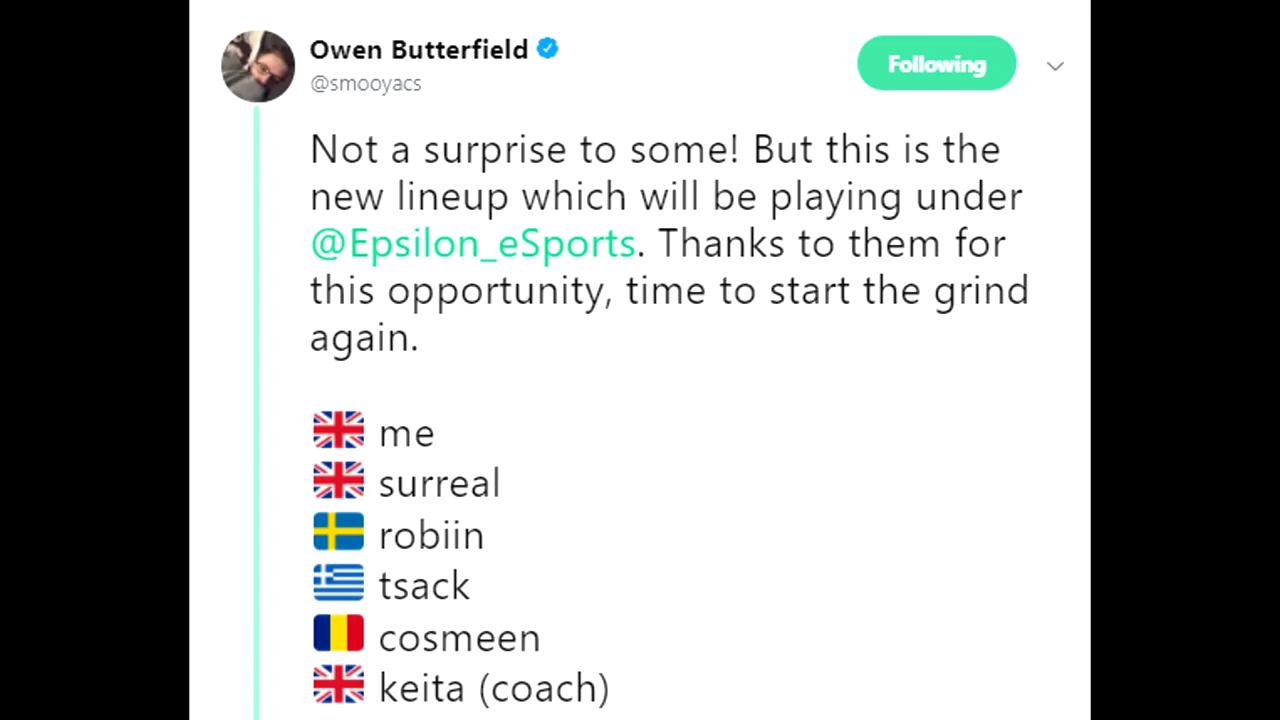 Owen Butterfield
@smooyacs
Following
Not a surprise to some! But this is the
new lineup which will be playing under
@Epsilon_eSports. Thanks to them for
this opportunity, time to start the grind
again.
🇬🇧 me
🇬🇧 surreal
🇸🇪 robiin
🇬🇷 tsack
🇷🇴 cosmeen
🇬🇧 keita (coach)